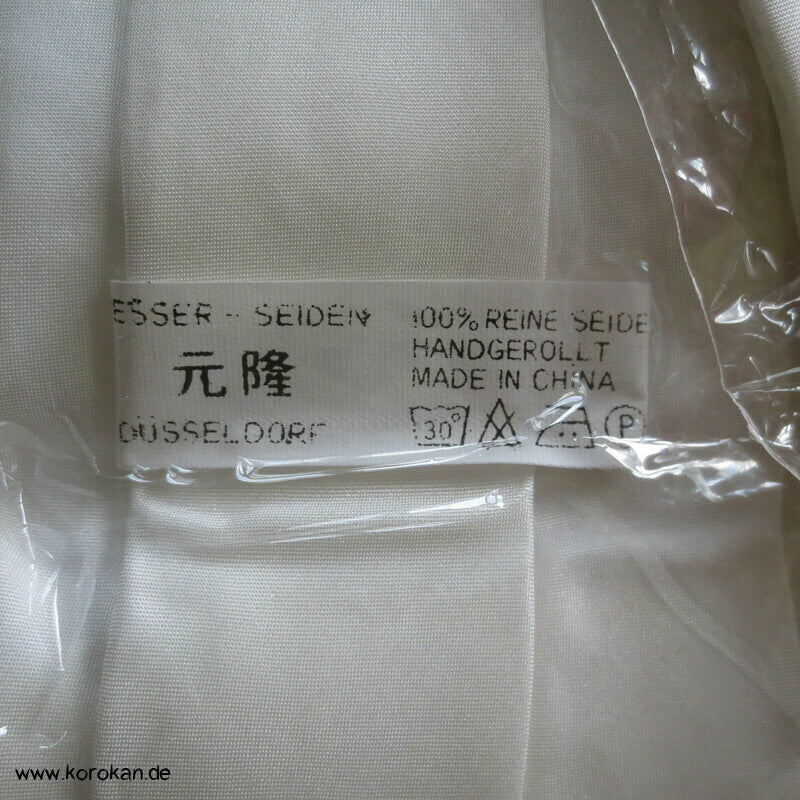 ESSER - SEIDEN
元隆
DÜSSELDORF
100% REINE SEIDE
HANDGEROLLT
MADE IN CHINA
30°
P
www.korokan.de